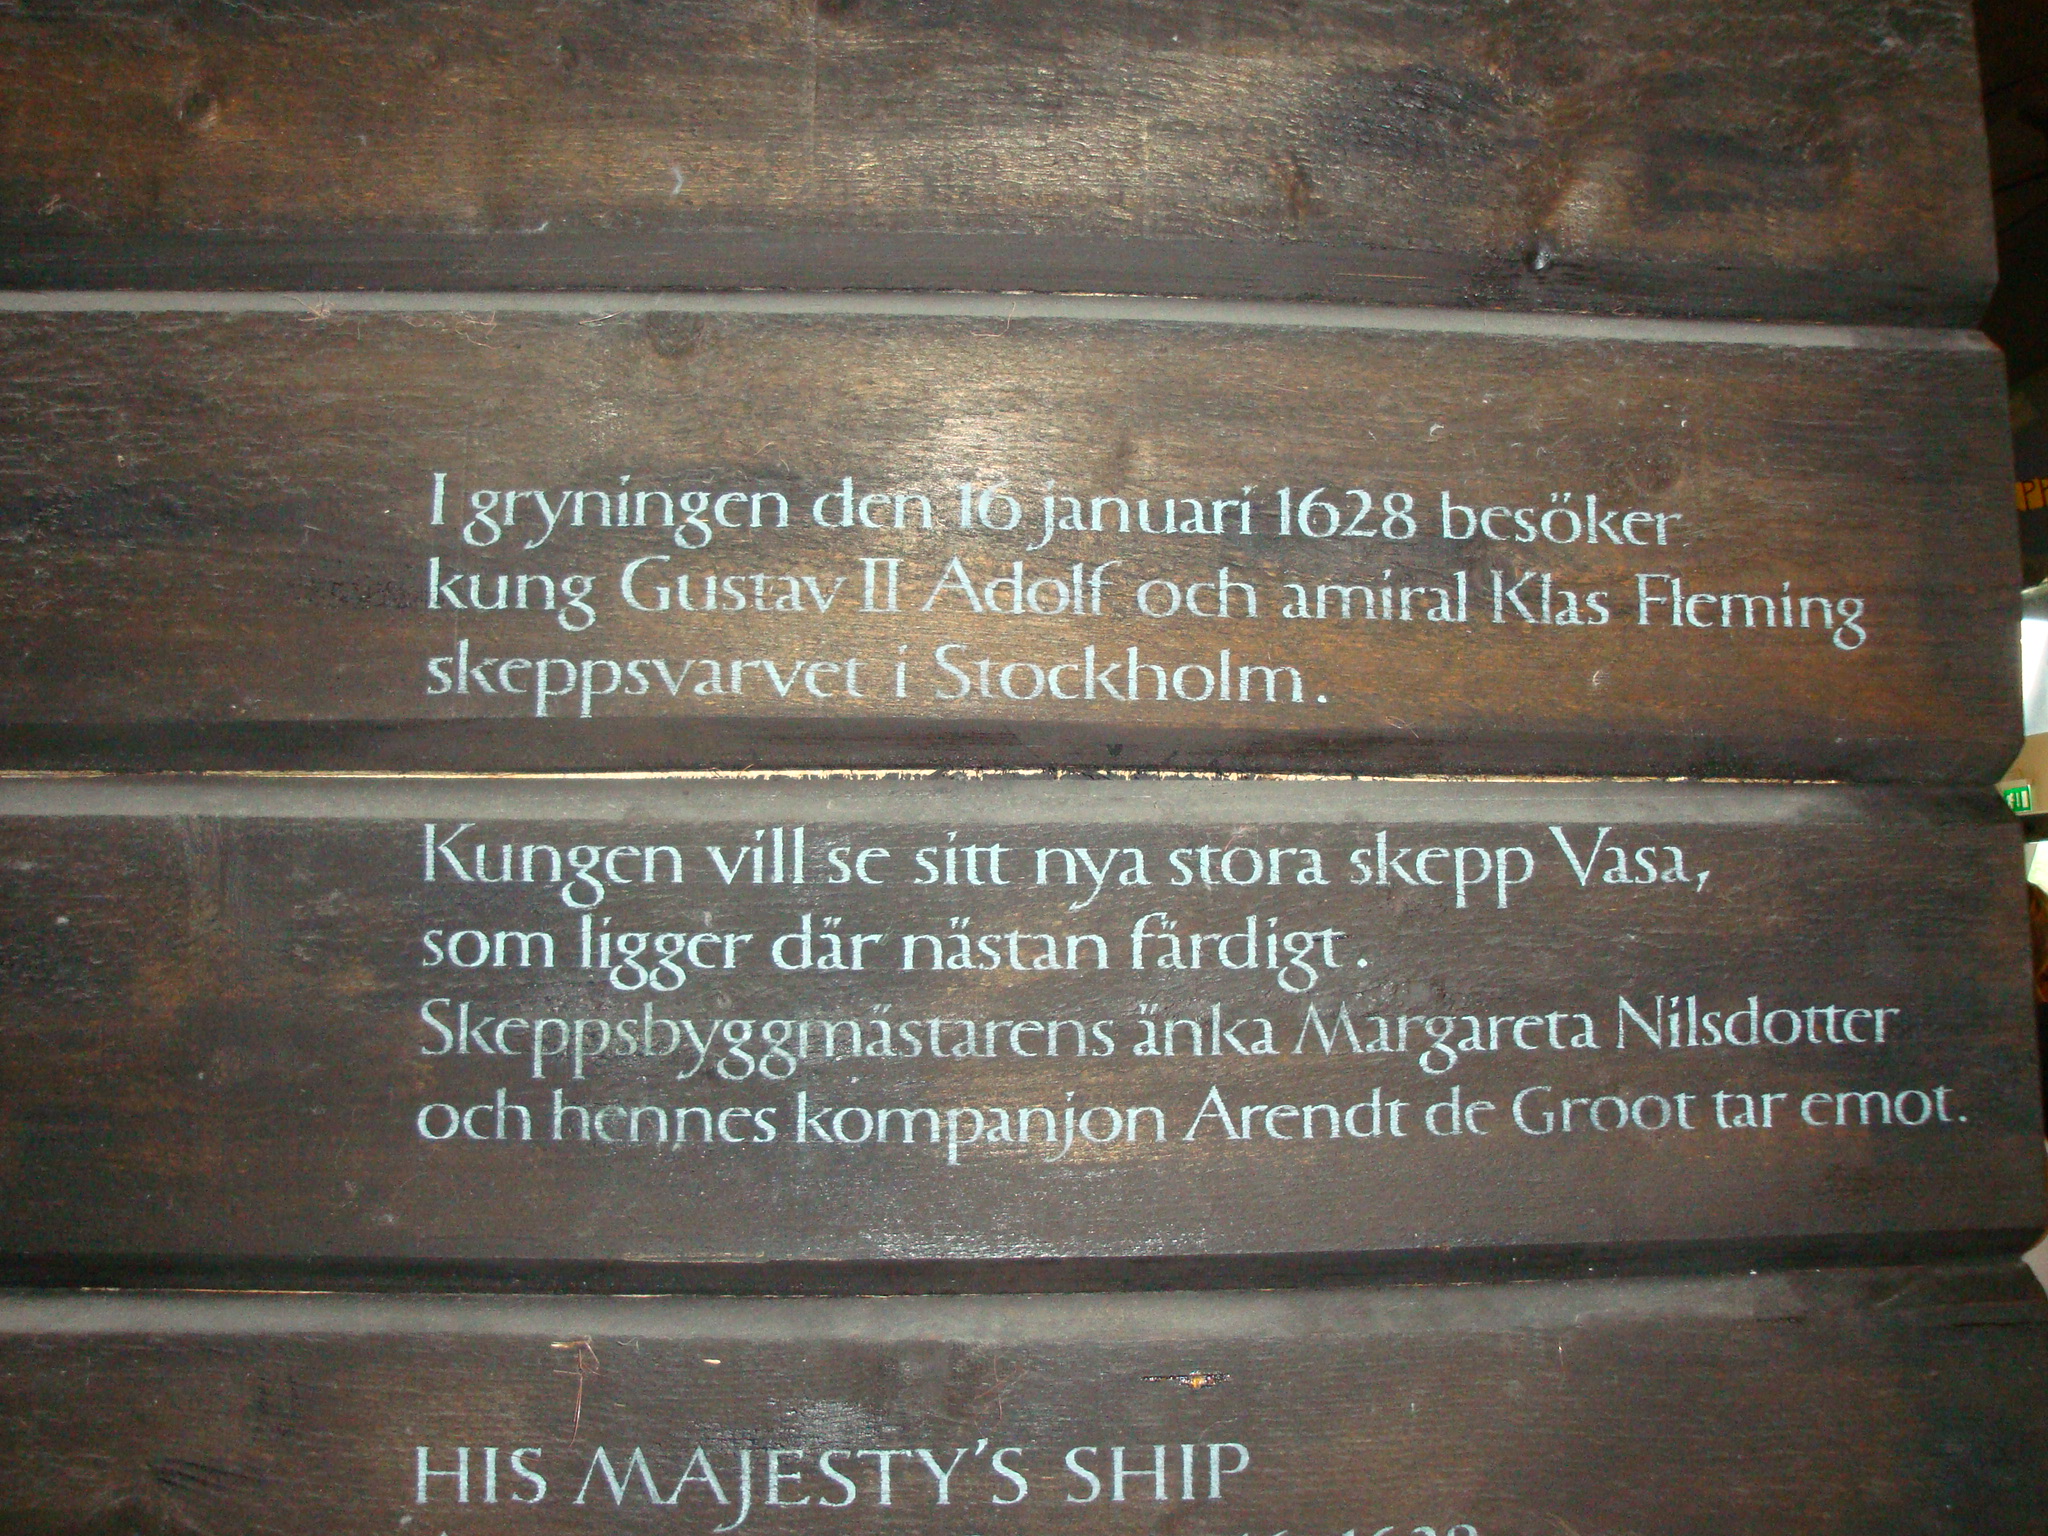 I gryningen den 16 januari 1628 besöker
kung Gustav II Adolf och amiral Klas Fleming
skeppsvarvet i Stockholm.
Kungen vill se sitt nya stora skepp Vasa,
som ligger där nästan färdigt.
Skeppsbyggmästarens änka Margareta Nilsdotter
och hennes kompanjon Arendt de Groot tar emot.
HIS MAJESTY'S SHIP